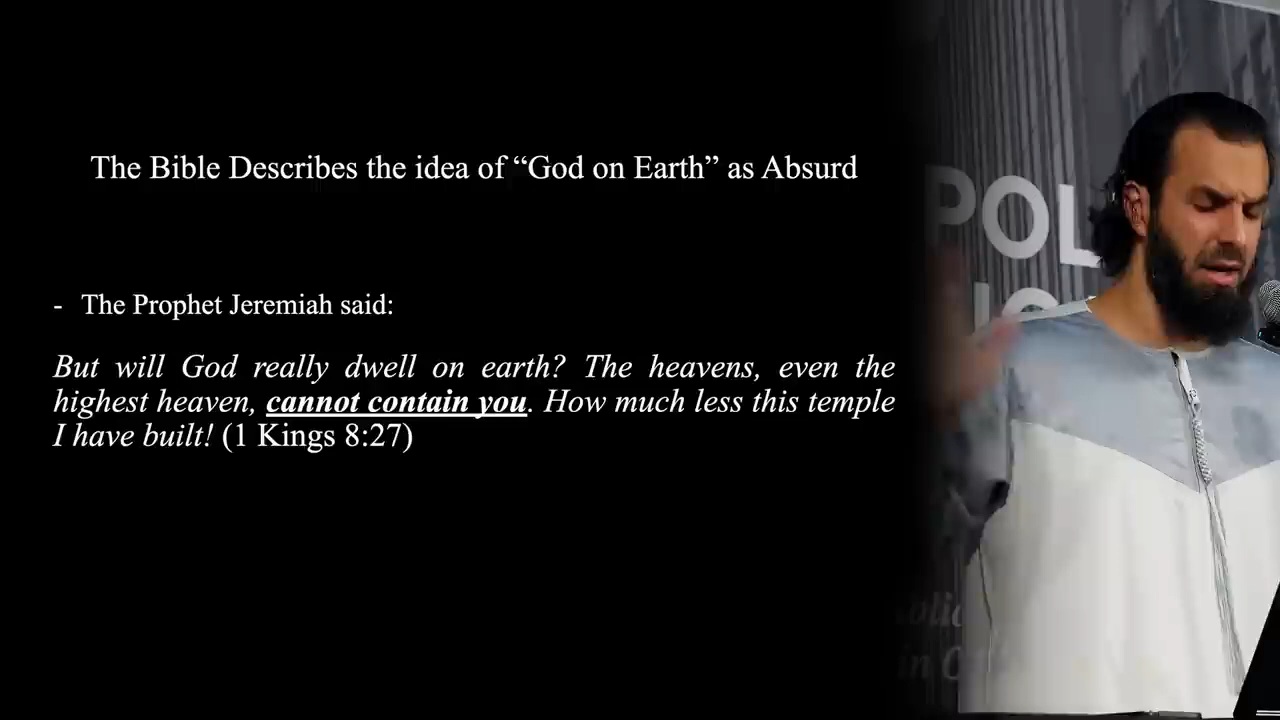 The Bible Describes the idea of “God on Earth” as Absurd
- The Prophet Jeremiah said:
But will God really dwell on earth? The heavens, even the
highest heaven, cannot contain you. How much less this temple
I have built! (1 Kings 8:27)
POL
in